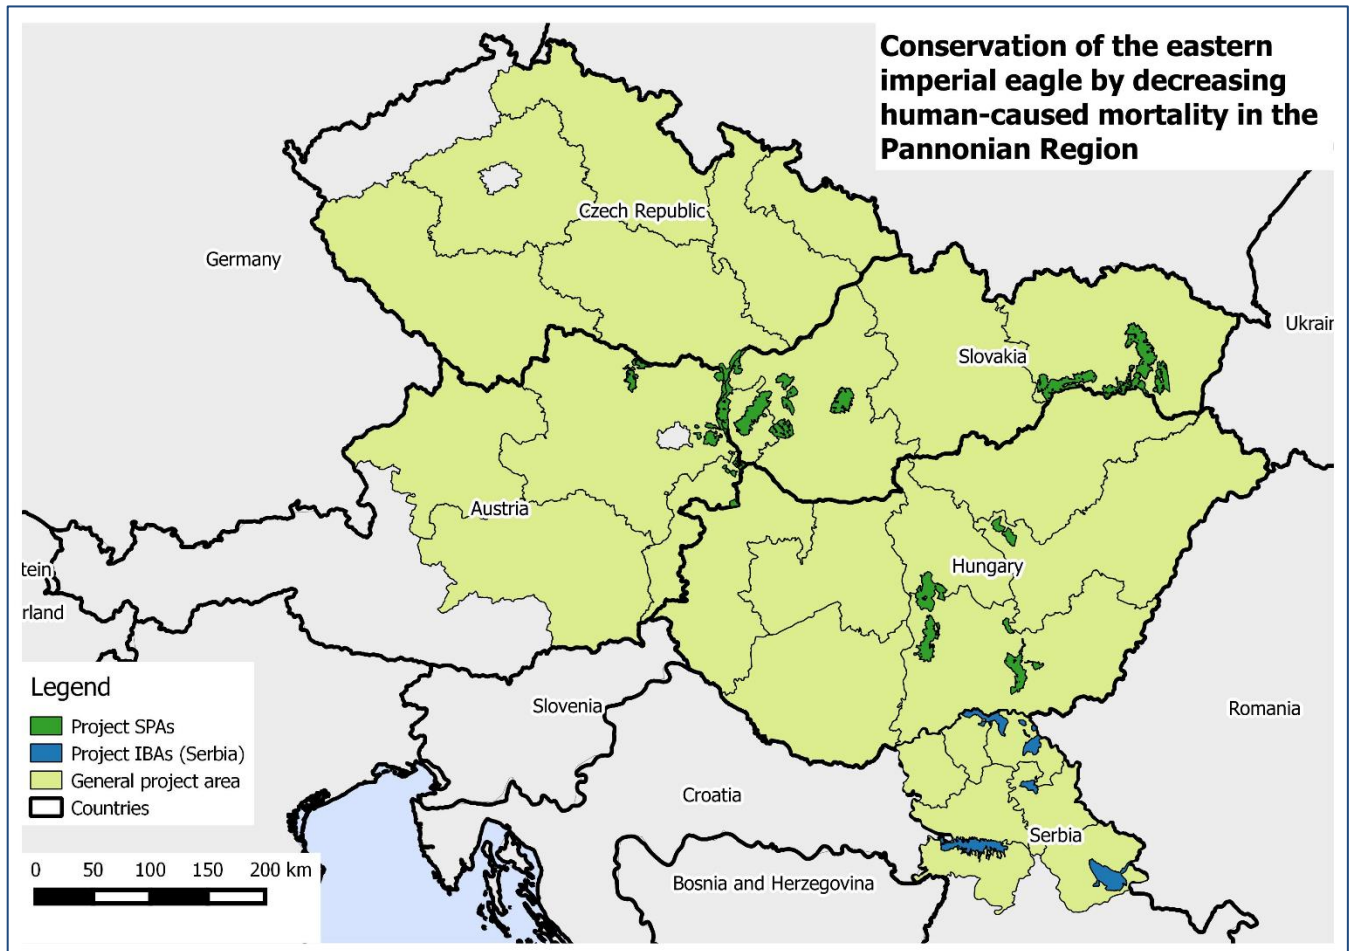 Conservation of the eastern
imperial eagle by decreasing
human-caused mortality in the
Pannonian Region
Czech Republic
Germany
Ukrain
Slovakia
Austria
Hungary
tein
rland
Slovenia
Romania
Croatia
Serbia
Bosnia and Herzegovina
Legend
Project SPAs
Project IBAs (Serbia)
General project area
Countries
0 50 100 150 200 km